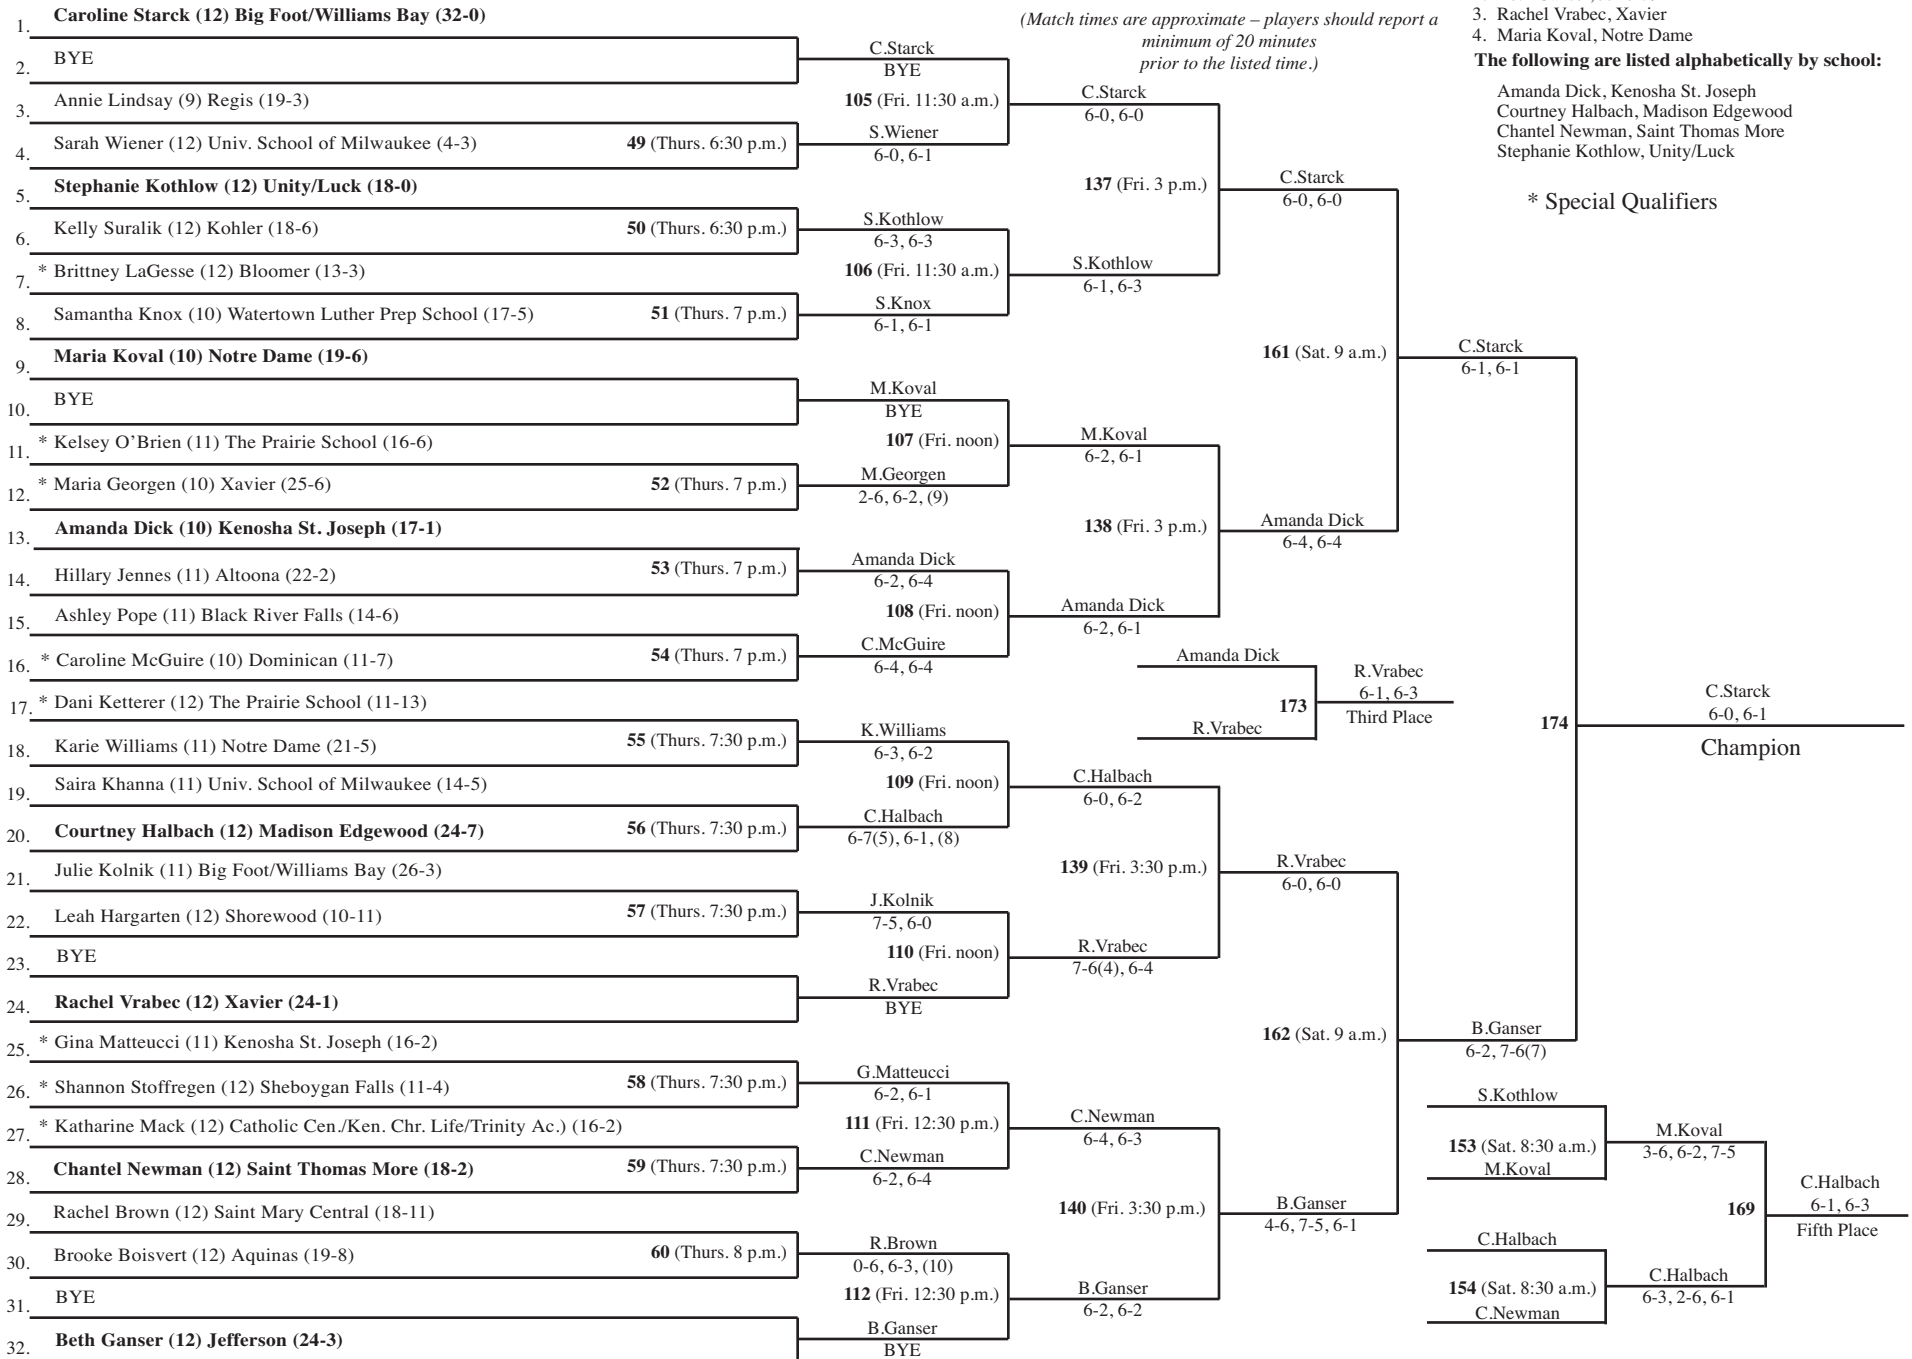 1. Caroline Starck (12) Big Foot/Williams Bay (32-0)
2. BYE
3. Annie Lindsay (9) Regis (19-3)
4. Sarah Wiener (12) Univ. School of Milwaukee (4-3)
49 (Thurs. 6:30 p.m.)
5. Stephanie Kothlow (12) Unity/Luck (18-0)
6. Kelly Suralik (12) Kohler (18-6)
50 (Thurs. 6:30 p.m.)
7. * Brittney LaGesse (12) Bloomer (13-3)
8. Samantha Knox (10) Watertown Luther Prep School (17-5)
51 (Thurs. 7 p.m.)
9. Maria Koval (10) Notre Dame (19-6)
10. BYE
11. * Kelsey O’Brien (11) The Prairie School (16-6)
12. * Maria Georgen (10) Xavier (25-6)
52 (Thurs. 7 p.m.)
13. Amanda Dick (10) Kenosha St. Joseph (17-1)
14. Hillary Jennes (11) Altoona (22-2)
53 (Thurs. 7 p.m.)
15. Ashley Pope (11) Black River Falls (14-6)
16. * Caroline McGuire (10) Dominican (11-7)
54 (Thurs. 7 p.m.)
17. * Dani Ketterer (12) The Prairie School (11-13)
18. Karie Williams (11) Notre Dame (21-5)
55 (Thurs. 7:30 p.m.)
19. Saira Khanna (11) Univ. School of Milwaukee (14-5)
20. Courtney Halbach (12) Madison Edgewood (24-7)
56 (Thurs. 7:30 p.m.)
21. Julie Kolnik (11) Big Foot/Williams Bay (26-3)
22. Leah Hargarten (12) Shorewood (10-11)
57 (Thurs. 7:30 p.m.)
23. BYE
24. Rachel Vrabec (12) Xavier (24-1)
25. * Gina Matteucci (11) Kenosha St. Joseph (16-2)
26. * Shannon Stoffregen (12) Sheboygan Falls (11-4)
58 (Thurs. 7:30 p.m.)
27. * Katharine Mack (12) Catholic Cen./Ken. Chr. Life/Trinity Ac.) (16-2)
28. Chantel Newman (12) Saint Thomas More (18-2)
59 (Thurs. 7:30 p.m.)
29. Rachel Brown (12) Saint Mary Central (18-11)
30. Brooke Boisvert (12) Aquinas (19-8)
60 (Thurs. 8 p.m.)
31. BYE
32. Beth Ganser (12) Jefferson (24-3)
C.Starck
BYE
105 (Fri. 11:30 a.m.)
S.Wiener
6-0, 6-1
S.Kothlow
6-3, 6-3
106 (Fri. 11:30 a.m.)
S.Knox
6-1, 6-1
M.Koval
BYE
107 (Fri. noon)
M.Georgen
2-6, 6-2, (9)
Amanda Dick
6-2, 6-4
108 (Fri. noon)
C.McGuire
6-4, 6-4
K.Williams
6-3, 6-2
109 (Fri. noon)
C.Halbach
6-7(5), 6-1, (8)
J.Kolnik
7-5, 6-0
110 (Fri. noon)
R.Vrabec
BYE
G.Matteucci
6-2, 6-1
111 (Fri. 12:30 p.m.)
C.Newman
6-2, 6-4
R.Brown
0-6, 6-3, (10)
112 (Fri. 12:30 p.m.)
B.Ganser
BYE
(Match times are approximate – players should report a
minimum of 20 minutes
prior to the listed time.)
C.Starck
6-0, 6-0
137 (Fri. 3 p.m.)
S.Kothlow
6-1, 6-3
M.Koval
6-2, 6-1
138 (Fri. 3 p.m.)
Amanda Dick
6-2, 6-1
C.Halbach
6-0, 6-2
139 (Fri. 3:30 p.m.)
R.Vrabec
7-6(4), 6-4
C.Newman
6-4, 6-3
140 (Fri. 3:30 p.m.)
B.Ganser
6-2, 6-2
C.Starck
6-0, 6-0
161 (Sat. 9 a.m.)
Amanda Dick
6-4, 6-4
R.Vrabec
6-0, 6-0
162 (Sat. 9 a.m.)
B.Ganser
4-6, 7-5, 6-1
Amanda Dick
173
R.Vrabec
R.Vrabec
6-1, 6-3
Third Place
C.Starck
6-1, 6-1
174
B.Ganser
6-2, 7-6(7)
C.Starck
6-0, 6-1
Champion
S.Kothlow
153 (Sat. 8:30 a.m.)
M.Koval
M.Koval
3-6, 6-2, 7-5
C.Halbach
154 (Sat. 8:30 a.m.)
C.Newman
C.Halbach
6-3, 2-6, 6-1
169
C.Halbach
6-1, 6-3
Fifth Place
3. Rachel Vrabec, Xavier
4. Maria Koval, Notre Dame
The following are listed alphabetically by school:
Amanda Dick, Kenosha St. Joseph
Courtney Halbach, Madison Edgewood
Chantel Newman, Saint Thomas More
Stephanie Kothlow, Unity/Luck
* Special Qualifiers